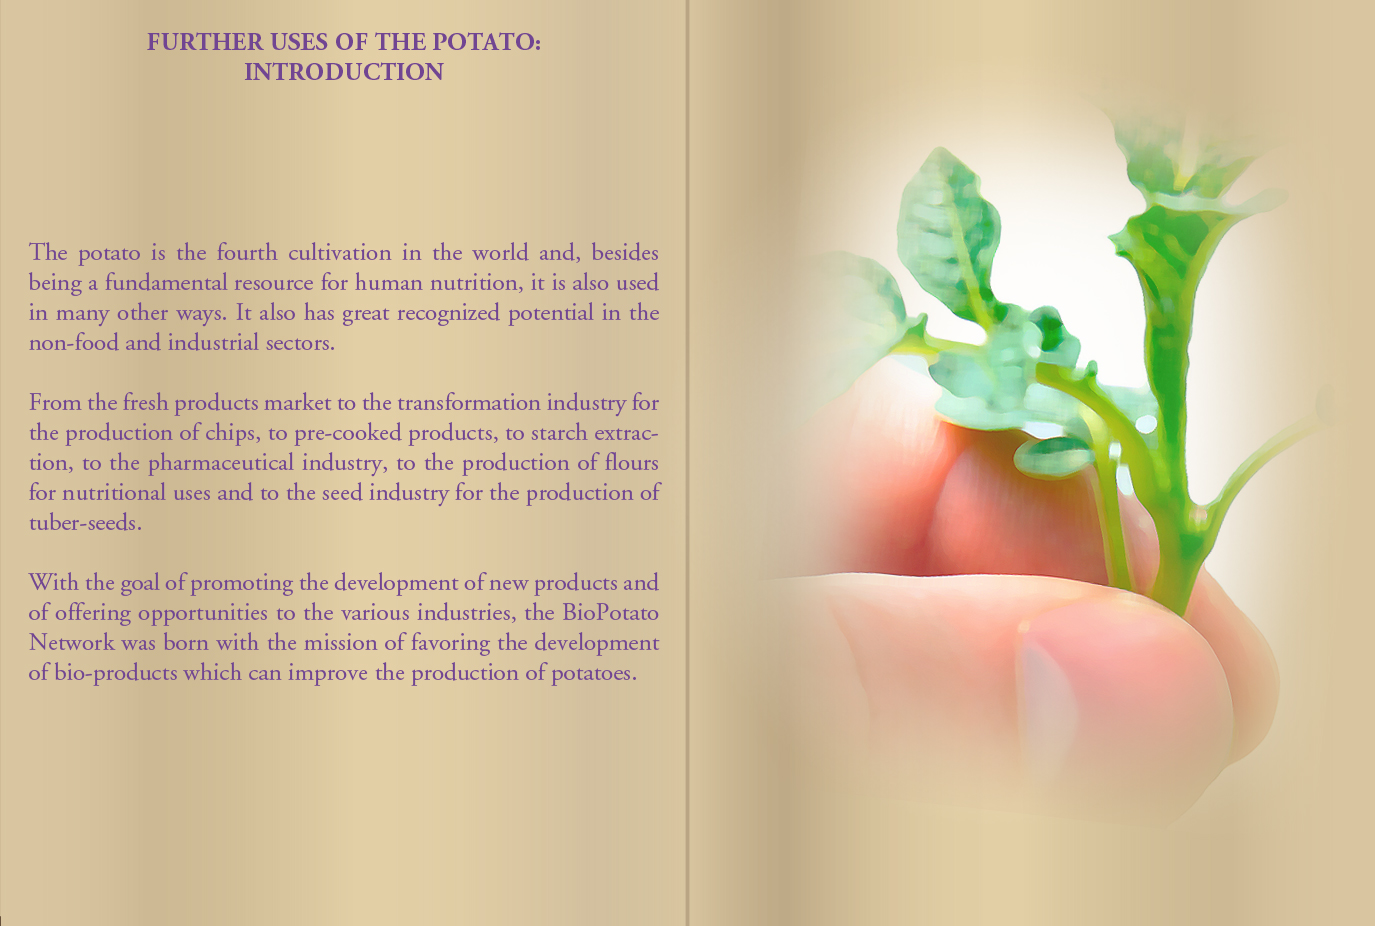 FURTHER USES OF THE POTATO:
INTRODUCTION
The potato is the fourth cultivation in the world and, besides
being a fundamental resource for human nutrition, it is also used
in many other ways. It also has great recognized potential in the
non-food and industrial sectors.
From the fresh products market to the transformation industry for
the production of chips, to pre-cooked products, to starch extrac-
tion, to the pharmaceutical industry, to the production of flours
for nutritional uses and to the seed industry for the production of
tuber-seeds.
With the goal of promoting the development of new products and
of offering opportunities to the various industries, the BioPotato
Network was born with the mission of favoring the development
of bio-products which can improve the production of potatoes.